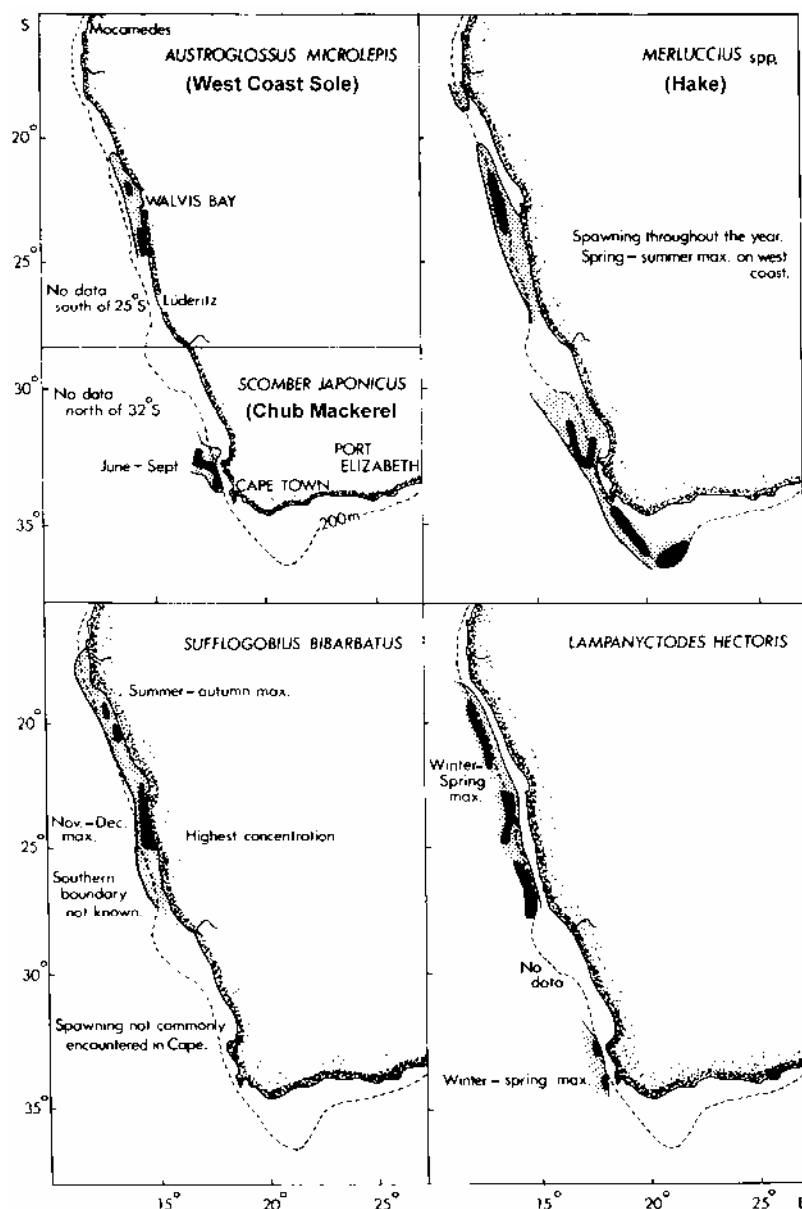 S
Mocamedes
AUSTROGLOSSUS MICROLEPIS
(West Coast Sole)
20°
WALVIS BAY
25°
No data
south of 25°S
Lüderitz
30°
No data
north of 32°S
SCOMBER JAPONICUS
(Chub Mackerel
June – Sept
PORT
ELIZABETH
CAPE TOWN
200m
35°
MERLUCCIUS spp.
(Hake)
Spawning throughout the year.
Spring – summer max. on west
coast.
SUFFLOGOBIUS BIBARBATUS
Summer – autumn max.
20°
Nov. – Dec.
max.
25°
Highest concentration
Southern
boundary
not known.
30°
Spawning not commonly
encountered in Cape.
35°
15°
20°
25°
LAMPANYCTODES HECTORIS
Winter–
Spring
max.
No
data
Winter – spring max.
15°
20°
25°
E